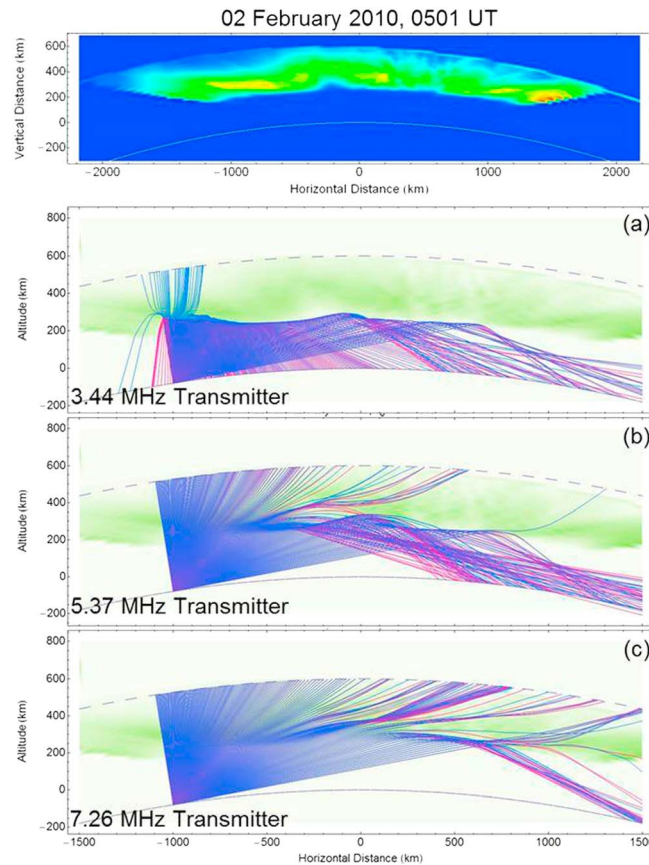 02 February 2010, 0501 UT
600
400
200
0
−200
Vertical Distance (km)
−2000 −1000 0 1000 2000
Horizontal Distance (km)
800
600
400
200
0
−200
Altitude (km)
(a)
3.44 MHz Transmitter
800
600
400
200
0
−200
Altitude (km)
(b)
5.37 MHz Transmitter
800
600
400
200
0
−200
Altitude (km)
(c)
7.26 MHz Transmitter
−1500 −1000 −500 0 500 1000
Horizontal Distance (km)